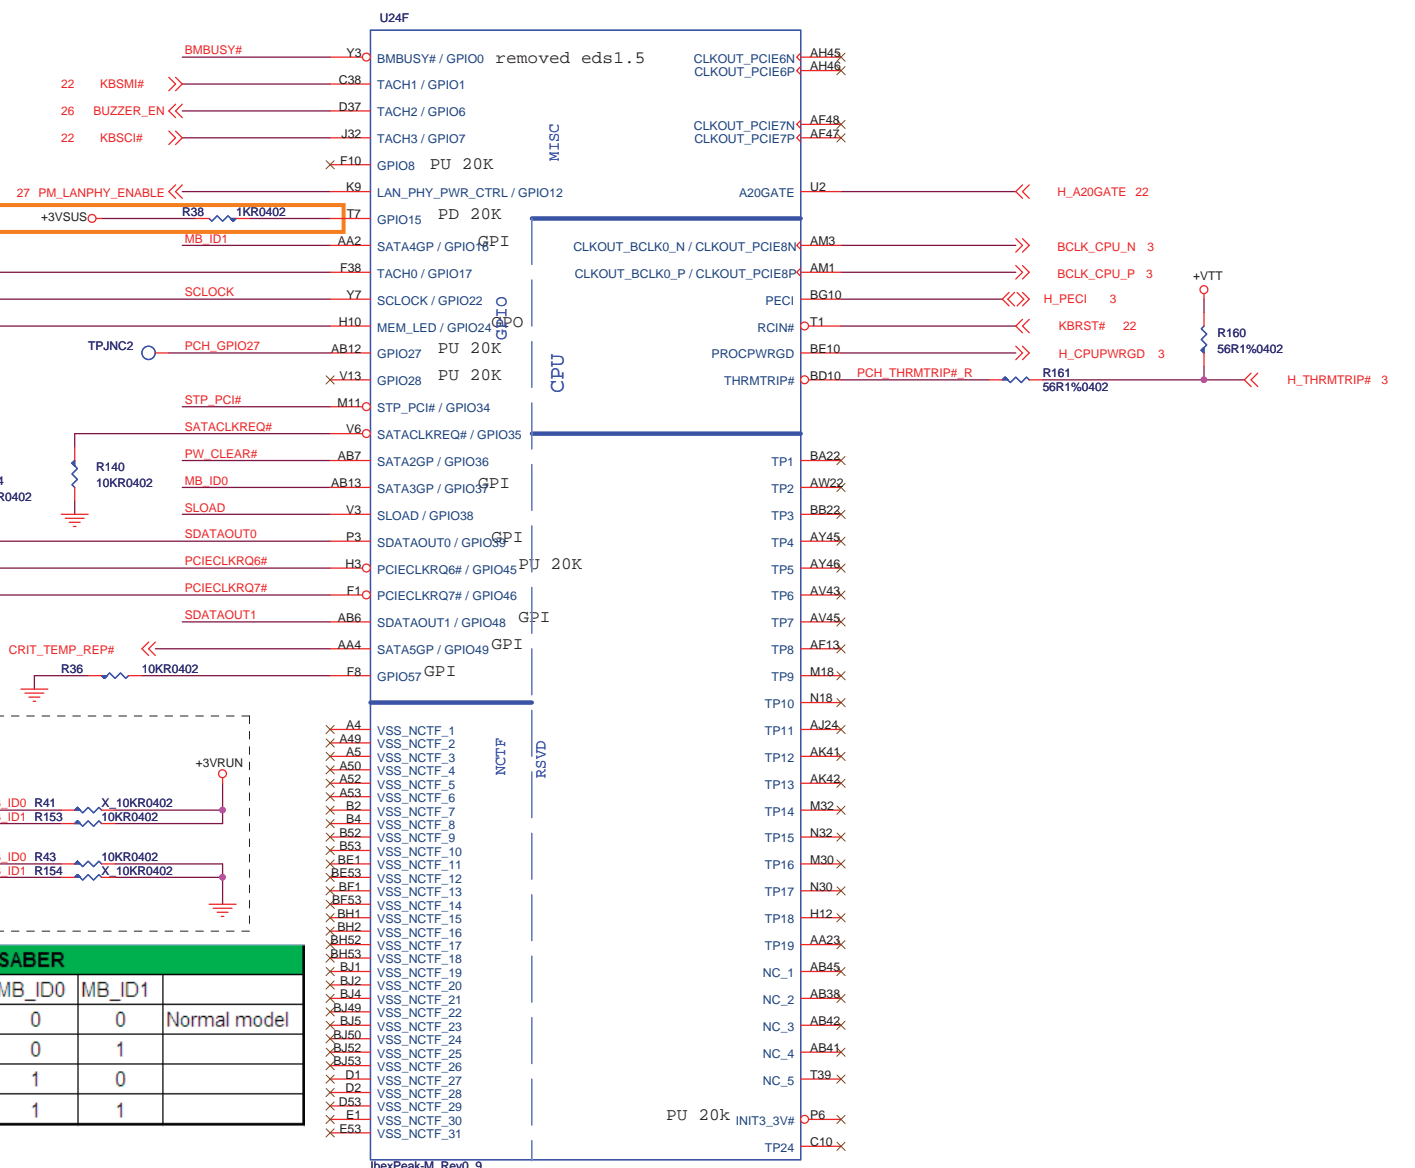 U24F
BMBUSY# Y3 BMBUSY# / GPIO0 removed eds1.5 CLKOUT_PCIE6N AH45
CLKOUT_PCIE6P AH46
22 KBSMI# C38 TACH1 / GPIO1
26 BUZZER_EN D37 TACH2 / GPIO6
CLKOUT_PCIE7N AF48
22 KBSCI# J32 TACH3 / GPIO7 CLKOUT_PCIE7P AF47
MISC
F10 GPIO8 PU 20K
27 PM_LANPHY_ENABLE K9 LAN_PHY_PWR_CTRL / GPIO12 A20GATE U2 H_A20GATE 22
+3VSUS R38 1KR0402 T7 GPIO15 PD 20K
MB_ID1 AA2 SATA4GP / GPIO16 GPI CLKOUT_BCLK0_N / CLKOUT_PCIE8N AM3 BCLK_CPU_N 3
F38 TACH0 / GPIO17 CLKOUT_BCLK0_P / CLKOUT_PCIE8P AM1 BCLK_CPU_P 3
+VTT
SCLOCK Y7 SCLOCK / GPIO22 PECI BG10 H_PECI 3
GPIO
H10 MEM_LED / GPIO24 GPO RCIN# T1 KBRST# 22
R160
56R1%0402
TPJNC2 PCH_GPIO27 AB12 GPIO27 PU 20K PROCPWRGD BE10 H_CPUPWRGD 3
CPU
V13 GPIO28 PU 20K THRMTRIP# BD10 PCH_THRMTRIP#_R R161 H_THRMTRIP# 3
56R1%0402
STP_PCI# M11 STP_PCI# / GPIO34
SATACLKREQ# V6 SATACLKREQ# / GPIO35
PW_CLEAR# AB7 SATA2GP / GPIO36 TP1 BA22
R140
10KR0402
4
R0402
MB_ID0 AB13 SATA3GP / GPIO37 GPI TP2 AW22
SLOAD V3 SLOAD / GPIO38 TP3 BB22
SDATAOUT0 P3 SDATAOUT0 / GPIO39 GPI TP4 AY45
PCIECLKRQ6# H3 PCIECLKRQ6# / GPIO45 PU 20K TP5 AY46
PCIECLKRQ7# F1 PCIECLKRQ7# / GPIO46 TP6 AV43
SDATAOUT1 AB6 SDATAOUT1 / GPIO48 GPI TP7 AV45
CRIT_TEMP_REP# AA4 SATA5GP / GPIO49 GPI TP8 AF13
R36 10KR0402 F8 GPIO57 GPI TP9 M18
TP10 N18
NCTF
RSVD
A4 VSS_NCTF_1 TP11 AJ24
A49 VSS_NCTF_2
A5 VSS_NCTF_3 TP12 AK41
A50 VSS_NCTF_4
A52 VSS_NCTF_5 TP13 AK42
A53 VSS_NCTF_6
B2 VSS_NCTF_7 TP14 M32
B4 VSS_NCTF_8
B52 VSS_NCTF_9 TP15 N32
B53 VSS_NCTF_10
BE1 VSS_NCTF_11 TP16 M30
BE53 VSS_NCTF_12
BF1 VSS_NCTF_13 TP17 N30
BF53 VSS_NCTF_14
BH1 VSS_NCTF_15 TP18 H12
BH2 VSS_NCTF_16
BH52 VSS_NCTF_17 TP19 AA23
BH53 VSS_NCTF_18
BJ1 VSS_NCTF_19 NC_1 AB45
BJ2 VSS_NCTF_20
BJ4 VSS_NCTF_21 NC_2 AB38
BJ49 VSS_NCTF_22
BJ5 VSS_NCTF_23 NC_3 AB42
BJ50 VSS_NCTF_24
BJ52 VSS_NCTF_25 NC_4 AB41
BJ53 VSS_NCTF_26
D1 VSS_NCTF_27 NC_5 T39
D2 VSS_NCTF_28
D53 VSS_NCTF_29
E1 VSS_NCTF_30 PU 20k INIT3_3V# P6
E53 VSS_NCTF_31
TP24 C10
IbexPeak-M_Rev0_9
+3VRUN
_ID0 R41 X_10KR0402
_ID1 R153 10KR0402
_ID0 R43 10KR0402
_ID1 R154 X_10KR0402
SABER
MB_ID0 MB_ID1
0 0 Normal model
0 1
1 0
1 1